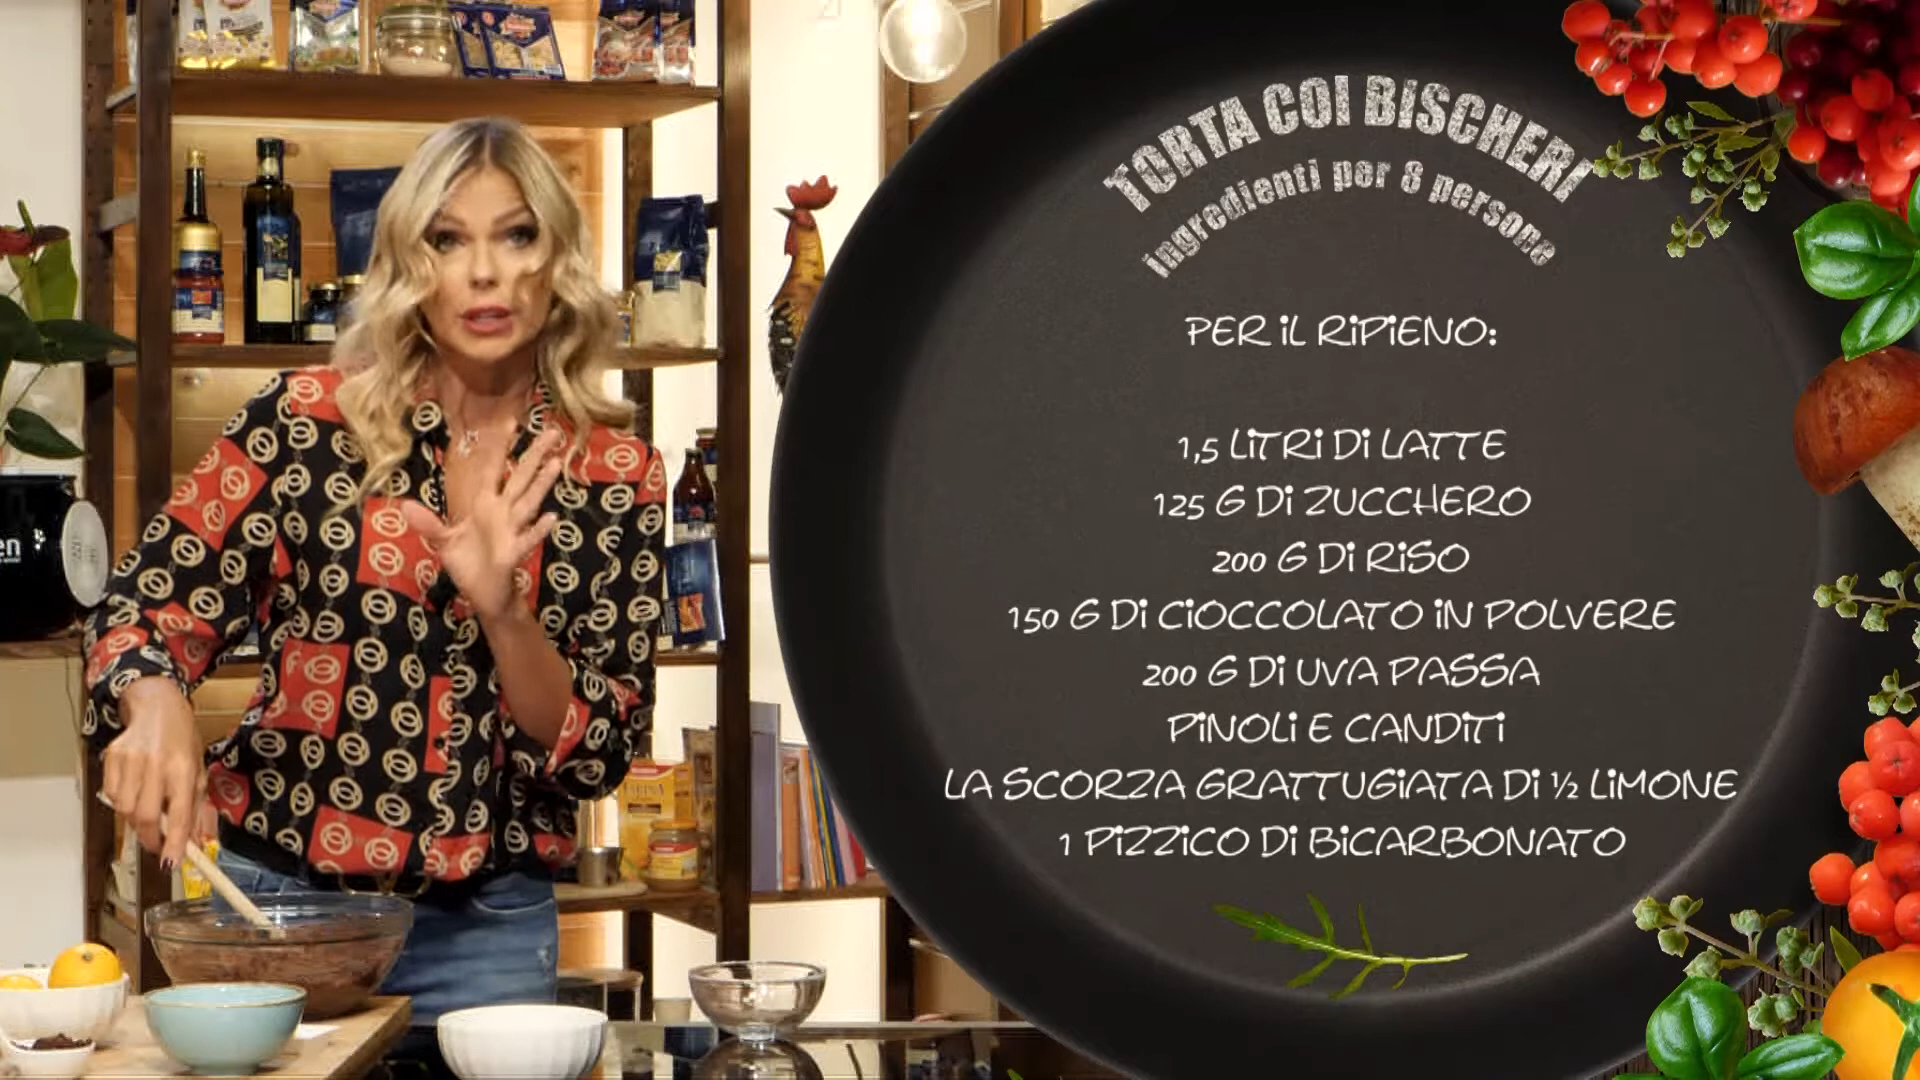 TORTA COI BISCHERI
ingredienti per 8 persone
PER IL RIPIENO:
1,5 LITRI DI LATTE
125 G DI ZUCCHERO
200 G DI RISO
150 G DI CIOCCOLATO IN POLVERE
200 G DI UVA PASSA
PINOLI E CANDITI
LA SCORZA GRATTUGIATA DI ½ LIMONE
1 PIZZICO DI BICARBONATO